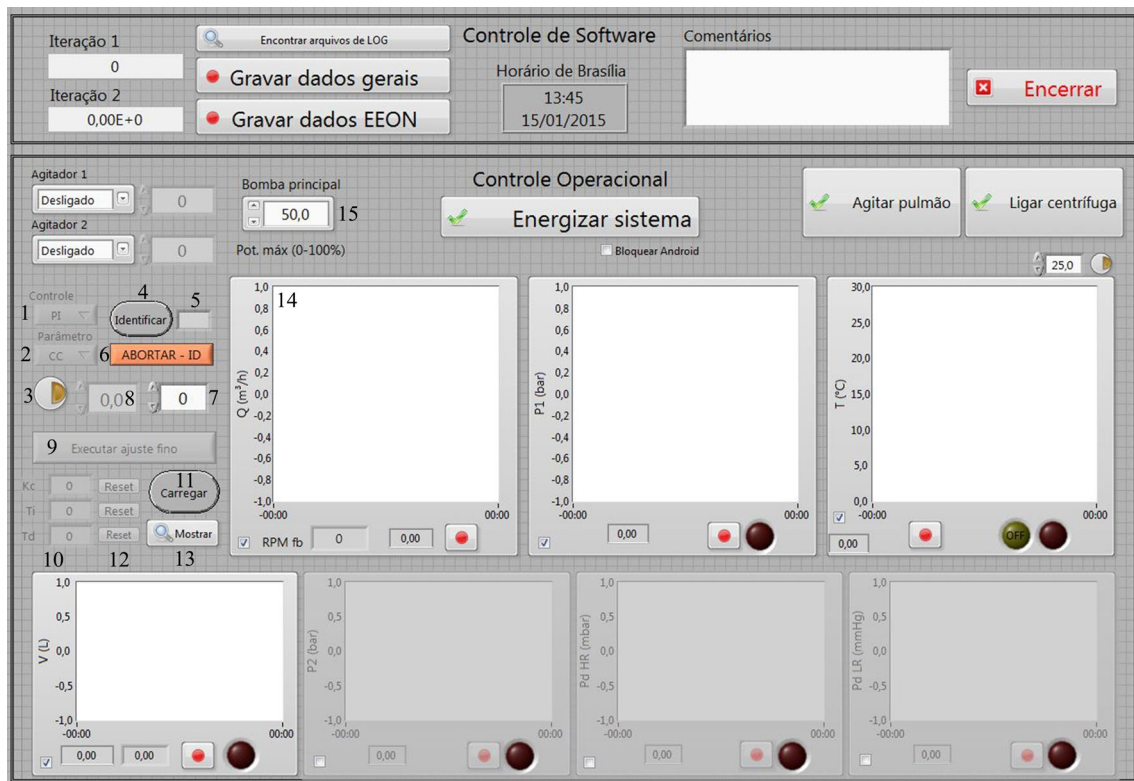 Iteração 1
0
Iteração 2
0,00E+0
Encontrar arquivos de LOG
Gravar dados gerais
Gravar dados EEON
Controle de Software
Horário de Brasília
13:45
15/01/2015
Comentários
Encerrar
Agitador 1
Desligado 0
Agitador 2
Desligado 0
Bomba principal
50,0 15
Pot. máx (0-100%)
Controle Operacional
Energizar sistema
Bloquear Android
Agitar pulmão
Ligar centrífuga
25,0
Controle
1 PI
4
Identificar
5
Parâmetro
2 CC
6 ABORTAR - ID
3 0,0 8 0 7
9 Executar ajuste fino
Kc 0 Reset
Ti 0 Reset
Td 0 Reset
11
Carregar
Mostrar
10 12 13
14
Q (m³/h)
1,0
0,8
0,6
0,4
0,2
0,0
-0,2
-0,4
-0,6
-0,8
-1,0
-00:00 00:00
RPM fb 0 0,00
P1 (bar)
1,0
0,8
0,6
0,4
0,2
0,0
-0,2
-0,4
-0,6
-0,8
-1,0
-00:00 00:00
0,00
T (ºC)
30,0
25,0
20,0
15,0
10,0
5,0
0,0
-00:00 00:00
0,00
OFF
V (L)
1,0
0,5
0,0
-0,5
-1,0
-00:00 00:00
0,00 0,00
P2 (bar)
1,0
0,5
0,0
-0,5
-1,0
-00:00 00:00
0,00
Pd HR (mbar)
1,0
0,5
0,0
-0,5
-1,0
-00:00 00:00
0,00
Pd LR (mmHg)
1,0
0,5
0,0
-0,5
-1,0
-00:00 00:00
0,00